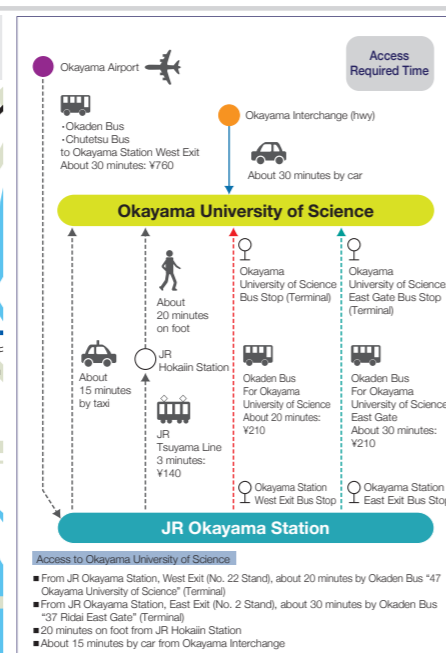 Access
Required Time
Okayama Airport
・Okaden Bus
・Chutetsu Bus
to Okayama Station West Exit
About 30 minutes: ¥760
Okayama Interchange (hwy)
About 30 minutes by car
Okayama University of Science
Okayama
University of Science
Bus Stop (Terminal)
Okayama
University of Science
East Gate Bus Stop
(Terminal)
About
20 minutes
on foot
JR
Hokaiin Station
About
15 minutes
by taxi
JR
Tsuyama Line
3 minutes:
¥140
Okaden Bus
For Okayama
University of Science
About 20 minutes:
¥210
Okaden Bus
For Okayama
University of Science
East Gate
About 30 minutes:
¥210
Okayama Station
West Exit Bus Stop
Okayama Station
East Exit Bus Stop
JR Okayama Station
Access to Okayama University of Science
■ From JR Okayama Station, West Exit (No. 22 Stand), about 20 minutes by Okaden Bus “47
Okayama University of Science” (Terminal)
■ From JR Okayama Station, East Exit (No. 2 Stand), about 30 minutes by Okaden Bus
“37 Ridai East Gate” (Terminal)
■ 20 minutes on foot from JR Hokaiin Station
■ About 15 minutes by car from Okayama Interchange